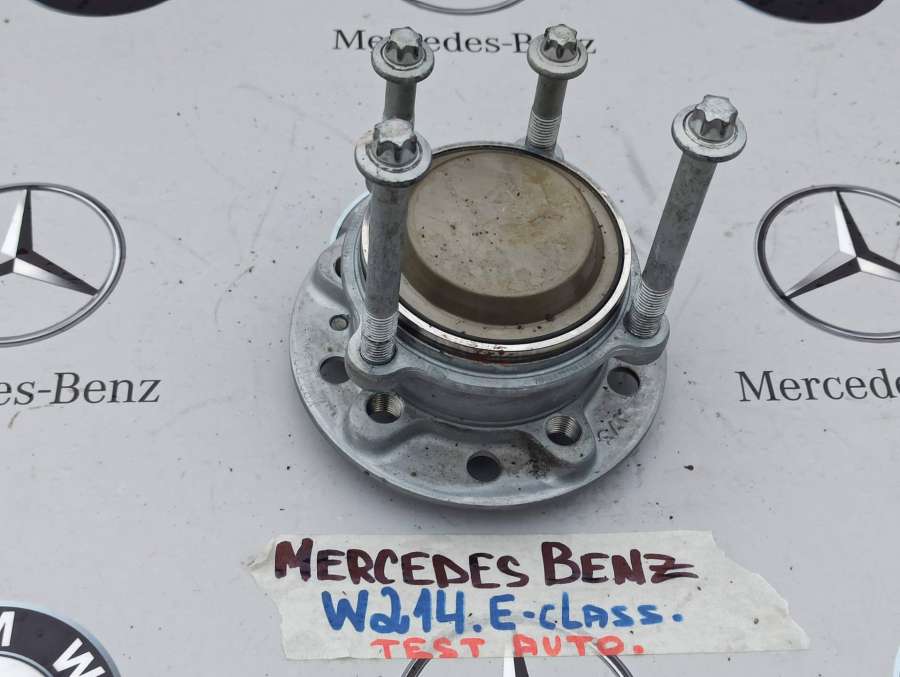 Mercedes-Benz
es-Benz
Mercedes
MERCEDES BENZ
W214. E-class.
TEST AUTO.
M W